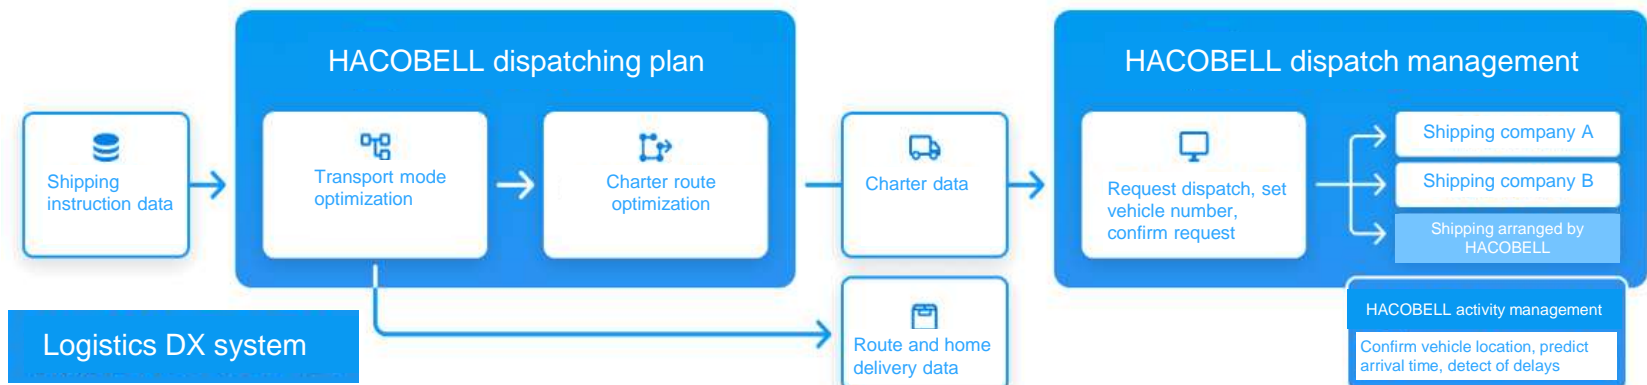 HACOBELL dispatching plan
HACOBELL dispatch management
Shipping
instruction data
Transport mode
optimization
Charter route
optimization
Charter data
Request dispatch, set
vehicle number,
confirm request
Shipping company A
Shipping company B
Shipping arranged by
HACOBELL
Logistics DX system
Route and home
delivery data
HACOBELL activity management
Confirm vehicle location, predict
arrival time, detect of delays